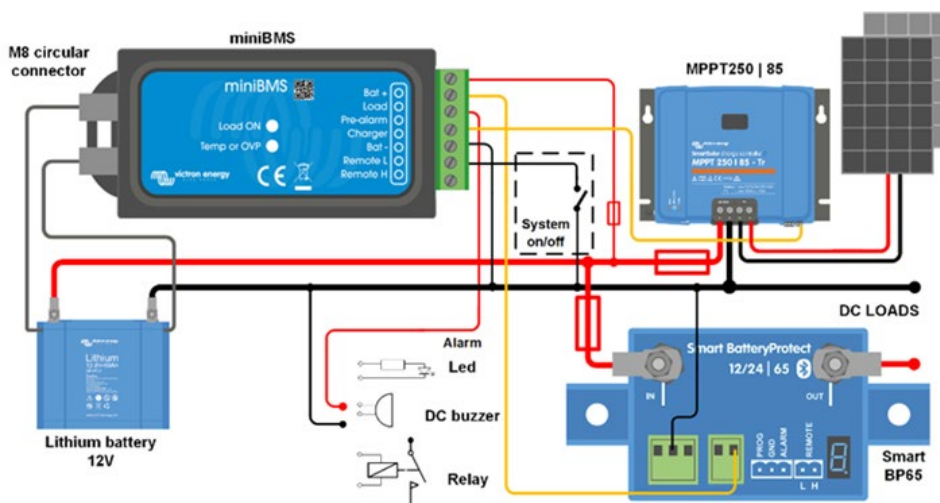 miniBMS
M8 circular
connector
miniBMS
Bat +
Load
Pre-alarm
Charger
Bat -
Remote L
Remote H
Load ON
Temp or OVP
victron energy
CE
MPPT250 | 85
SmartSolar
MPPT 250 | 85 - Tr
System
on/off
DC LOADS
Lithium
Lithium battery
12V
Alarm
Led
DC buzzer
Relay
Smart BatteryProtect
12/24 | 65
IN
OUT
PROG
GND
ALARM
REMOTE
L H
Smart
BP65